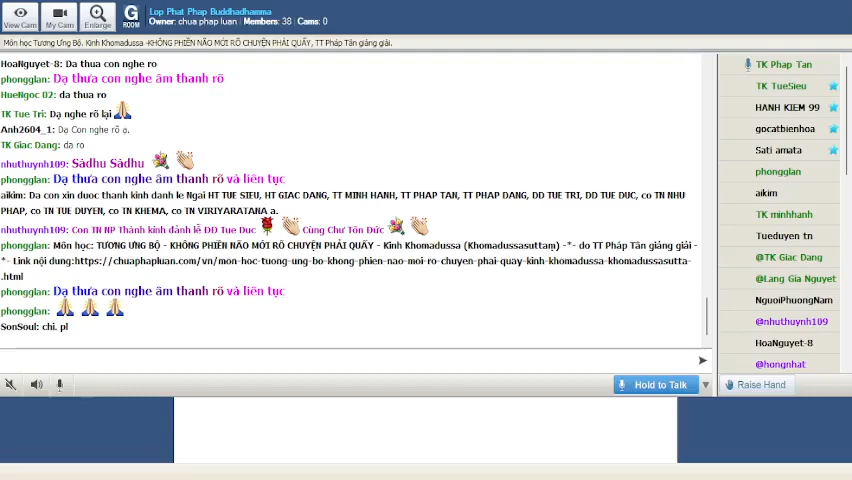 Lop Phat Phap Buddhadhamma
Owner: chua phap luan | Members: 38 | Cams: 0
View Cam
My Cam
Enlarge
G
ROOM
Môn học Tương Ưng Bộ. Kinh Khomadussa -KHÔNG PHIỀN NÃO MỚI RÕ CHUYỆN PHẢI QUẤY, TT Pháp Tân giảng giải.
HoaNguyet-8: Da thua con nghe ro
phongglan: Dạ thưa con nghe âm thanh rõ
HueNgoc 02: da thua ro
TK Tue Tri: Dạ nghe rõ lại
Anh2604_1: Dạ Con nghe rõ ạ.
TK Giac Dang: da ro
nhuthuynh109: Sàdhu Sàdhu
phongglan: Dạ thưa con nghe âm thanh rõ và liên tục
aikim: Da con xin duoc thanh kinh danh le Ngai HT TUE SIEU, HT GIAC DANG, TT MINH HANH, TT PHAP TAN, TT PHAP DANG, DD TUE TRI, DD TUE DUC, co TN NHU
PHAP, co TN TUE DUYEN, co TN KHEMA, co TN VIRIYARATANA a.
nhuthuynh109: Con TN NP Thành kính đảnh lễ ĐĐ Tue Duc Cùng Chư Tôn Đức
phongglan: Môn học: TƯƠNG ƯNG BỘ - KHÔNG PHIỀN NÃO MỚI RÕ CHUYỆN PHẢI QUẤY - Kinh Khomadussa (Khomadussasuttaṃ) -*- do TT Pháp Tân giảng giải -
*- Link nội dung:https://chuaphapluan.com/vn/mon-hoc-tuong-ung-bo-khong-phien-nao-moi-ro-chuyen-phai-quay-kinh-khomadussa-khomadussasutta-
.html
phongglan: Dạ thưa con nghe âm thanh rõ và liên tục
phongglan:
SonSoul: chi. pl
Hold to Talk
TK Phap Tan
TK TueSieu
HANH KIEM 99
gocatbienhoa
Sati amata
phongglan
aikim
TK minhhanh
Tueduyen tn
@TK Giac Dang
@Lang Gia Nguyet
NguoiPhuongNam
@nhuthuynh109
HoaNguyet-8
@hongnhat
Raise Hand